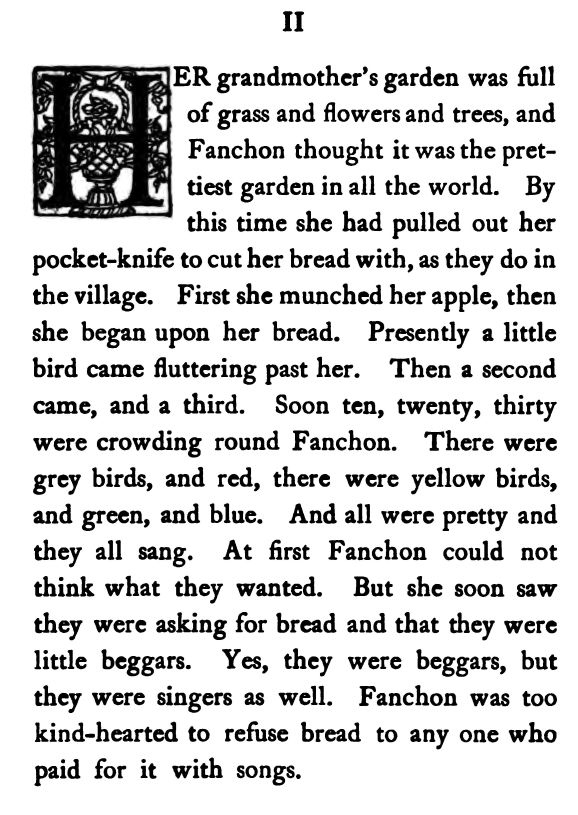 II
HER grandmother's garden was full
of grass and flowers and trees, and
Fanchon thought it was the pret-
tiest garden in all the world. By
this time she had pulled out her
pocket-knife to cut her bread with, as they do in
the village. First she munched her apple, then
she began upon her bread. Presently a little
bird came fluttering past her. Then a second
came, and a third. Soon ten, twenty, thirty
were crowding round Fanchon. There were
grey birds, and red, there were yellow birds,
and green, and blue. And all were pretty and
they all sang. At first Fanchon could not
think what they wanted. But she soon saw
they were asking for bread and that they were
little beggars. Yes, they were beggars, but
they were singers as well. Fanchon was too
kind-hearted to refuse bread to any one who
paid for it with songs.